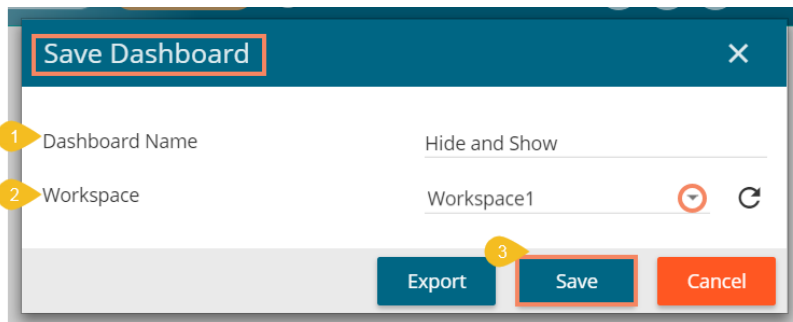 Save Dashboard
1 Dashboard Name Hide and Show
2 Workspace Workspace1
3
Export Save Cancel